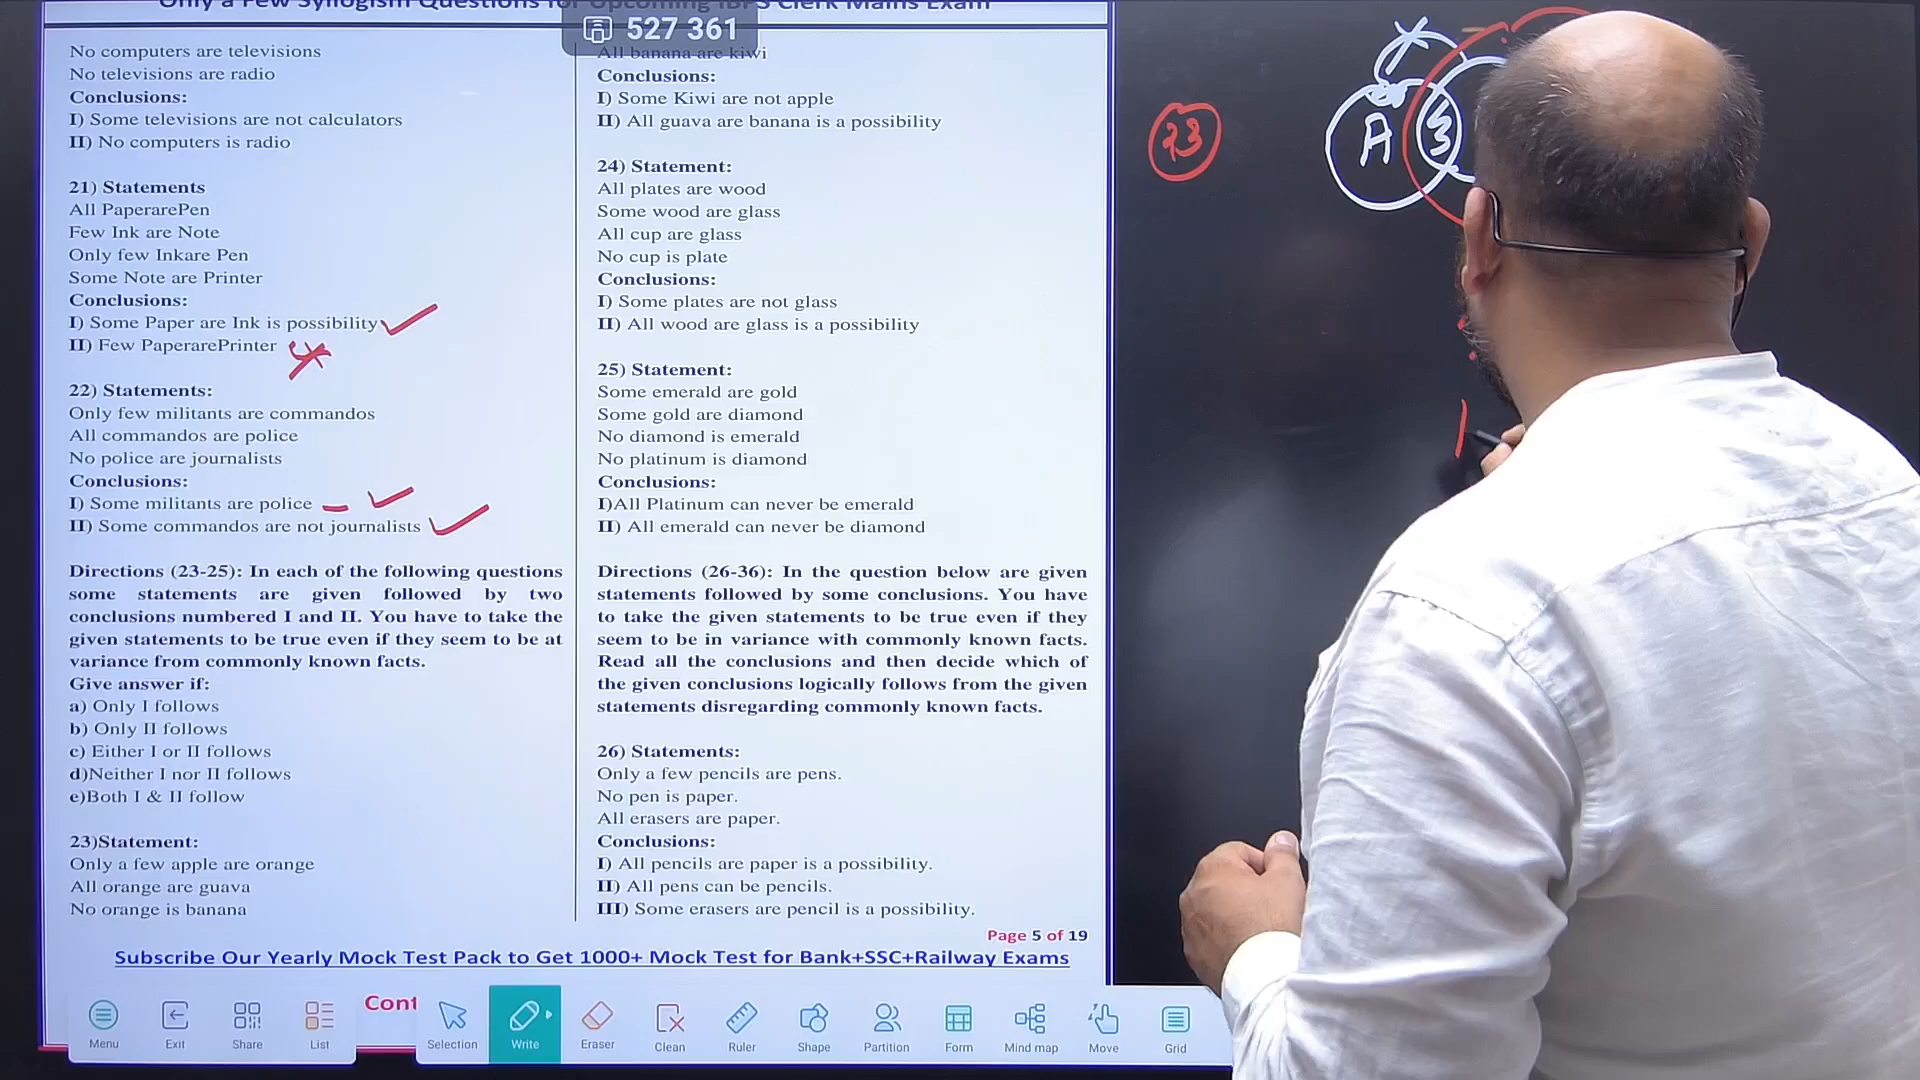 Only a Few Syllogism Questions for Upcoming IBPS Clerk Mains Exam
527 361
No computers are televisions
No televisions are radio
Conclusions:
I) Some televisions are not calculators
II) No computers is radio
21) Statements
All PaperarePen
Few Ink are Note
Only few Inkare Pen
Some Note are Printer
Conclusions:
I) Some Paper are Ink is possibility
II) Few PaperarePrinter
22) Statements:
Only few militants are commandos
All commandos are police
No police are journalists
Conclusions:
I) Some militants are police
II) Some commandos are not journalists
Directions (23-25): In each of the following questions
some statements are given followed by two
conclusions numbered I and II. You have to take the
given statements to be true even if they seem to be at
variance from commonly known facts.
Give answer if:
a) Only I follows
b) Only II follows
c) Either I or II follows
d)Neither I nor II follows
e)Both I & II follow
23)Statement:
Only a few apple are orange
All orange are guava
No orange is banana
All banana are kiwi
Conclusions:
I) Some Kiwi are not apple
II) All guava are banana is a possibility
24) Statement:
All plates are wood
Some wood are glass
All cup are glass
No cup is plate
Conclusions:
I) Some plates are not glass
II) All wood are glass is a possibility
25) Statement:
Some emerald are gold
Some gold are diamond
No diamond is emerald
No platinum is diamond
Conclusions:
I)All Platinum can never be emerald
II) All emerald can never be diamond
Directions (26-36): In the question below are given
statements followed by some conclusions. You have
to take the given statements to be true even if they
seem to be in variance with commonly known facts.
Read all the conclusions and then decide which of
the given conclusions logically follows from the given
statements disregarding commonly known facts.
26) Statements:
Only a few pencils are pens.
No pen is paper.
All erasers are paper.
Conclusions:
I) All pencils are paper is a possibility.
II) All pens can be pencils.
III) Some erasers are pencil is a possibility.
Page 5 of 19
Subscribe Our Yearly Mock Test Pack to Get 1000+ Mock Test for Bank+SSC+Railway Exams
Cont
Menu Exit Share List Selection Write Eraser Clean Ruler Shape Partition Form Mind map Move Grid
23
A